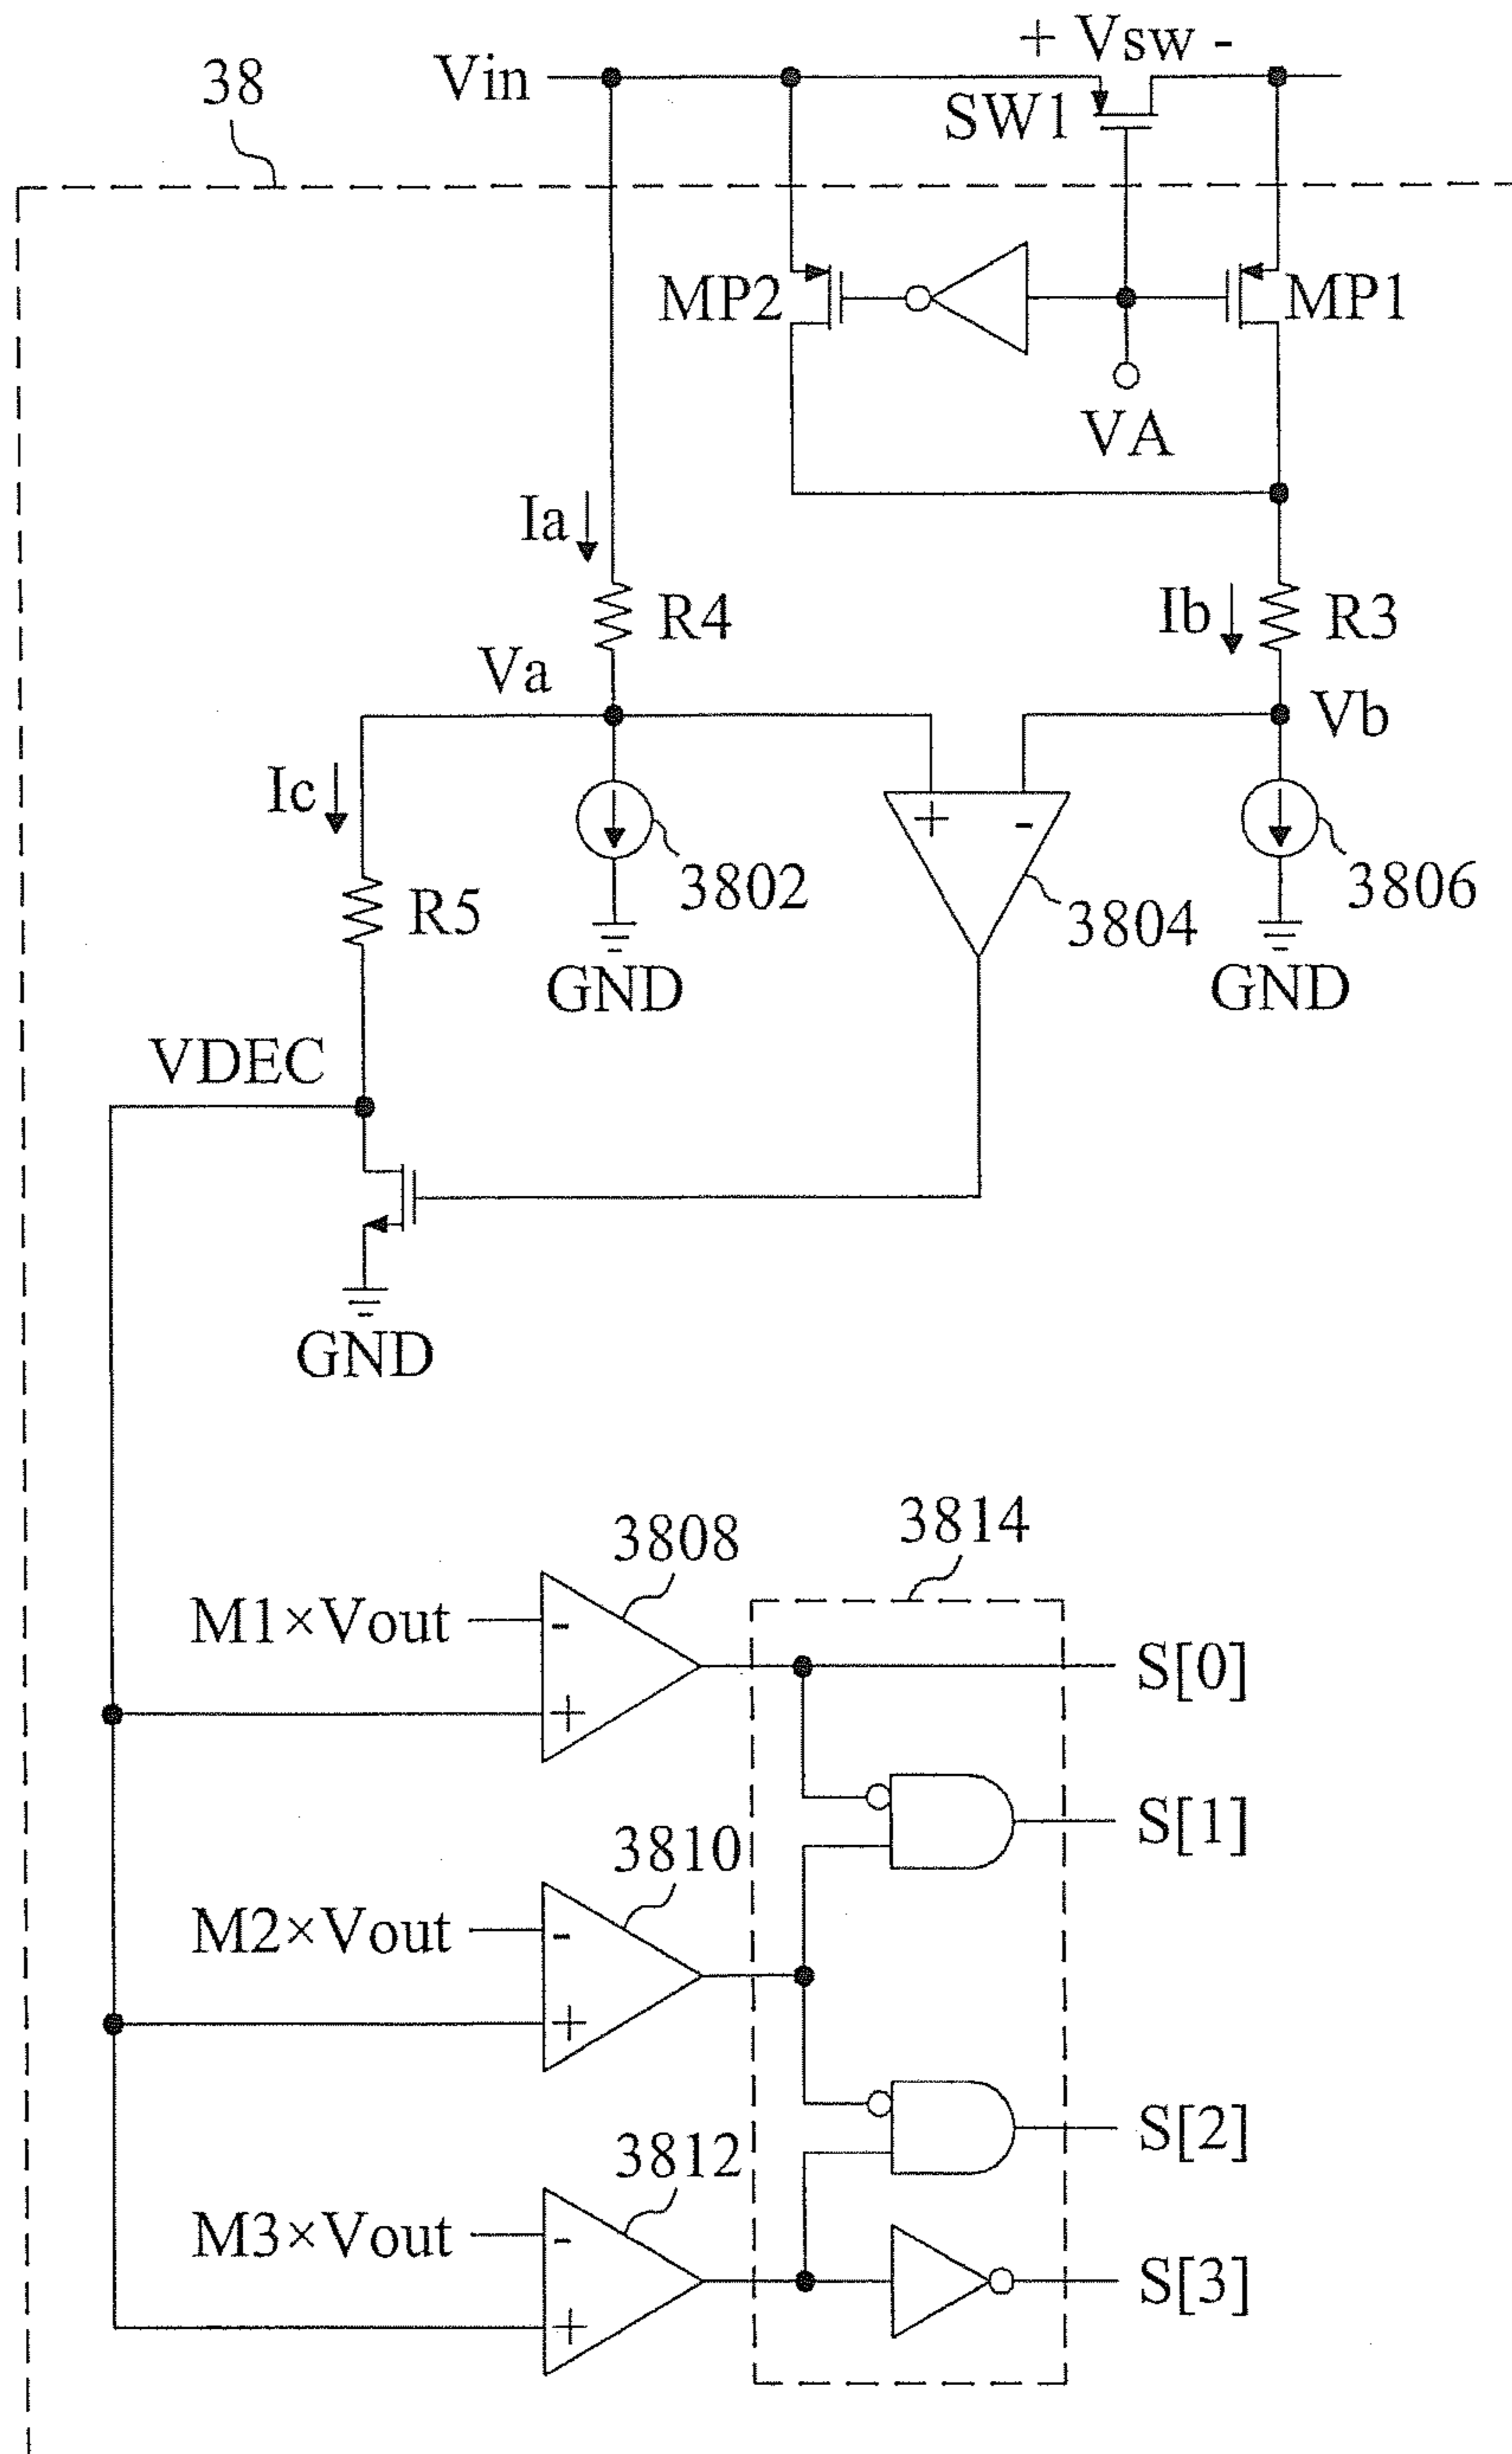 + Vsw -
Vin
38
SW1
MP2
MP1
VA
Ia
R4
Ib
R3
Va
Vb
Ic
+
-
R5
3802
3804
3806
GND
GND
VDEC
GND
3814
3808
M1×Vout
-
+
S[0]
S[1]
3810
M2×Vout
-
+
S[2]
3812
M3×Vout
-
+
S[3]